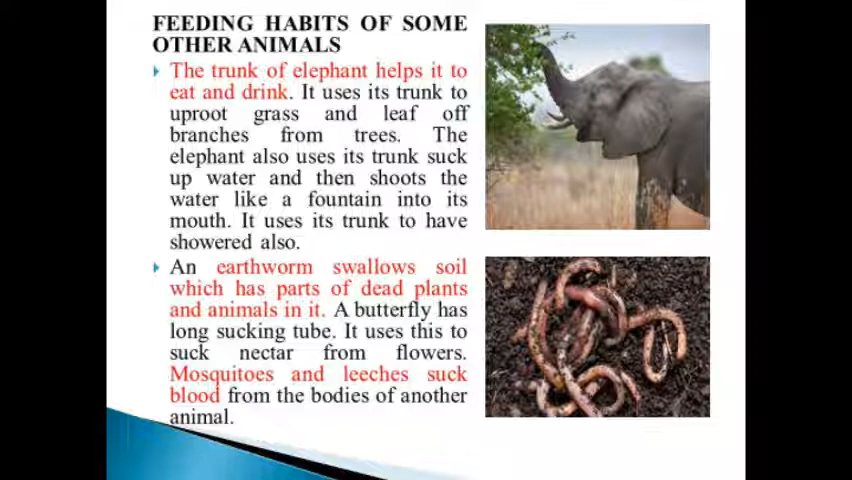 FEEDING HABITS OF SOME
OTHER ANIMALS
The trunk of elephant helps it to
eat and drink. It uses its trunk to
uproot grass and leaf off
branches from trees. The
elephant also uses its trunk suck
up water and then shoots the
water like a fountain into its
mouth. It uses its trunk to have
showered also.
An earthworm swallows soil
which has parts of dead plants
and animals in it. A butterfly has
long sucking tube. It uses this to
suck nectar from flowers.
Mosquitoes and leeches suck
blood from the bodies of another
animal.